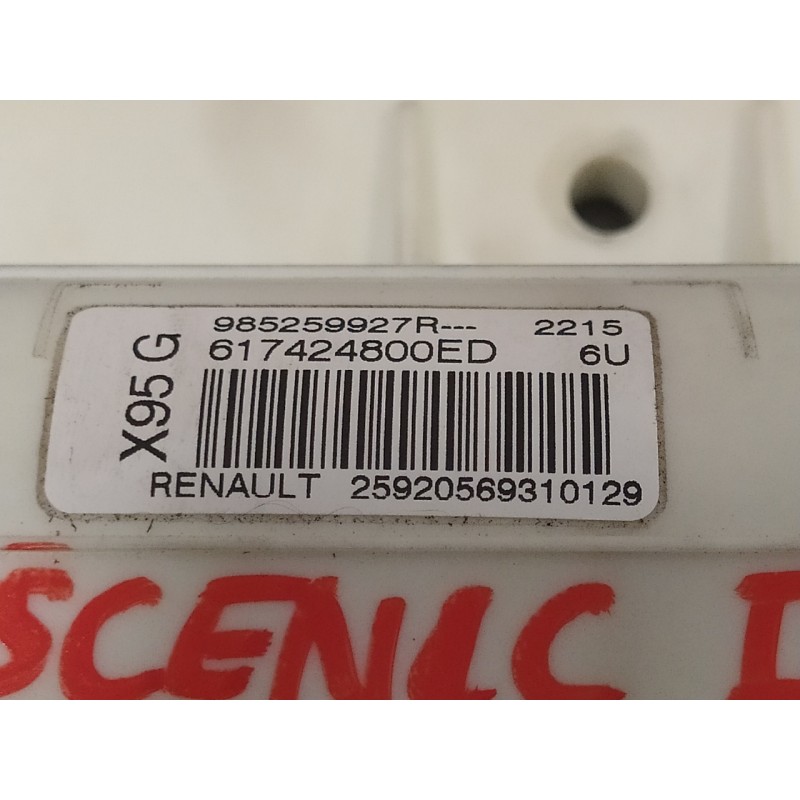 985259927R--- 2215
617424800ED 6U
X95 G
RENAULT 25920569310129
SCENIC